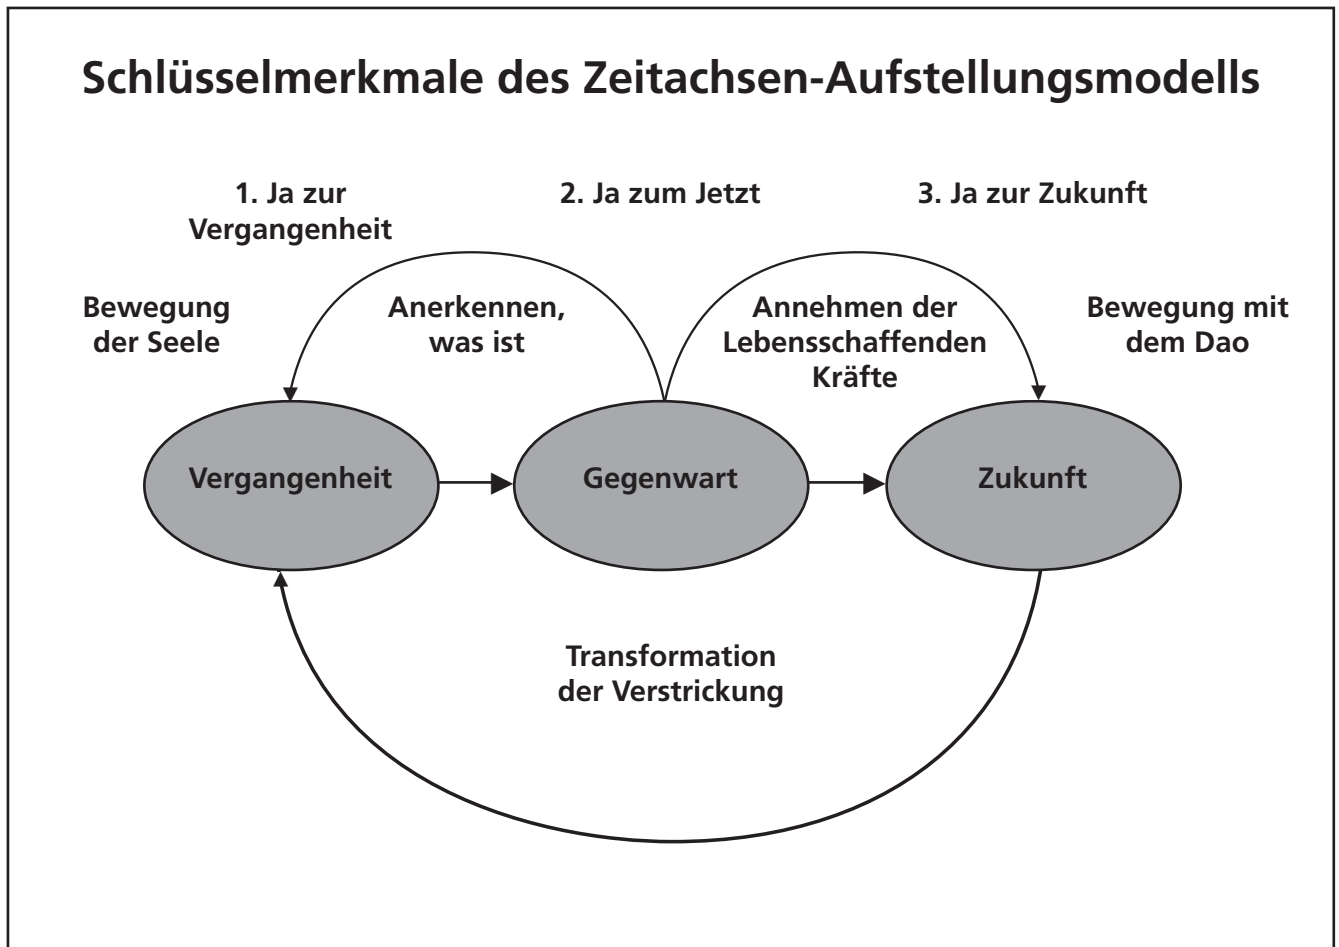 Schlüsselmerkmale des Zeitachsen-Aufstellungsmodells
1. Ja zur
Vergangenheit
2. Ja zum Jetzt
3. Ja zur Zukunft
Bewegung
der Seele
Anerkennen,
was ist
Annehmen der
Lebensschaffenden
Kräfte
Bewegung mit
dem Dao
Vergangenheit
Gegenwart
Zukunft
Transformation
der Verstrickung